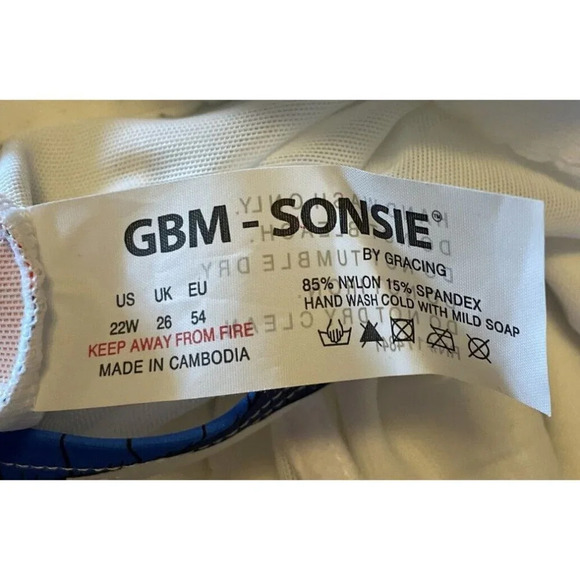 GBM – SONSIE™
BY GRACING
US UK EU
22W 26 54
KEEP AWAY FROM FIRE
MADE IN CAMBODIA
85% NYLON 15% SPANDEX
HAND WASH COLD WITH MILD SOAP